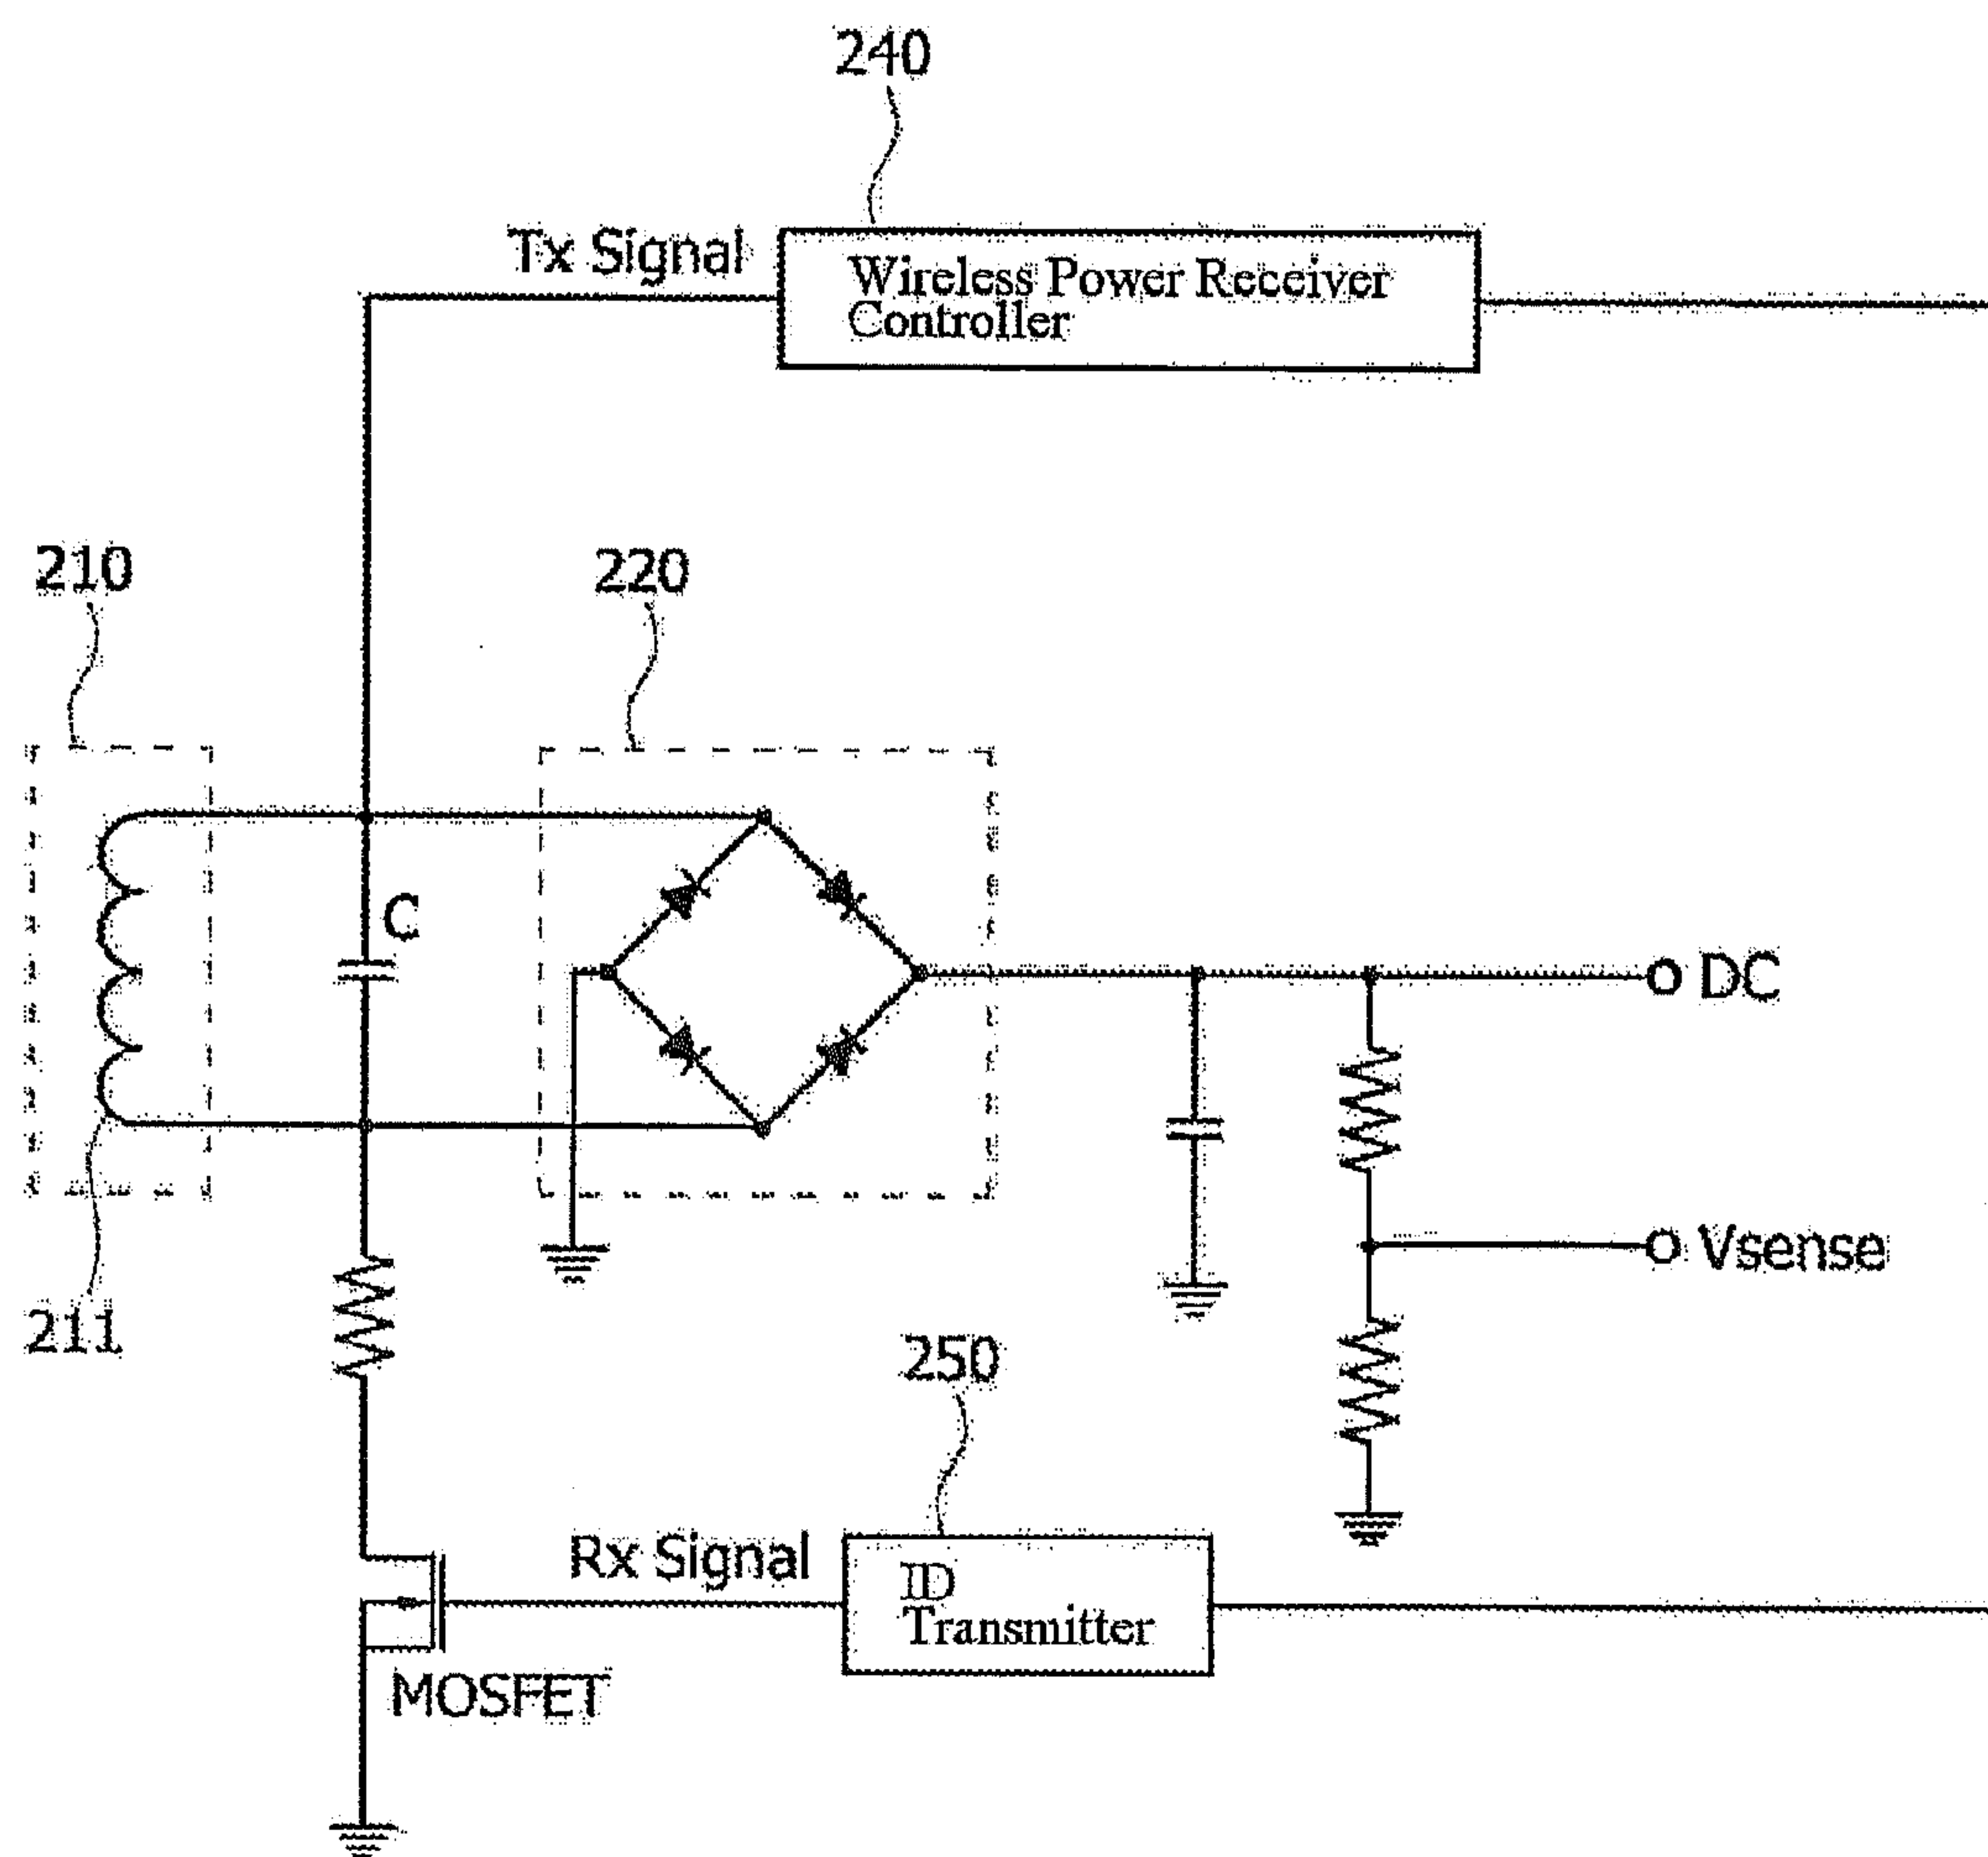 240
Tx Signal
Wireless Power Receiver
Controller
210
220
C
DC
Vsense
211
250
Rx Signal
ID
Transmitter
MOSFET